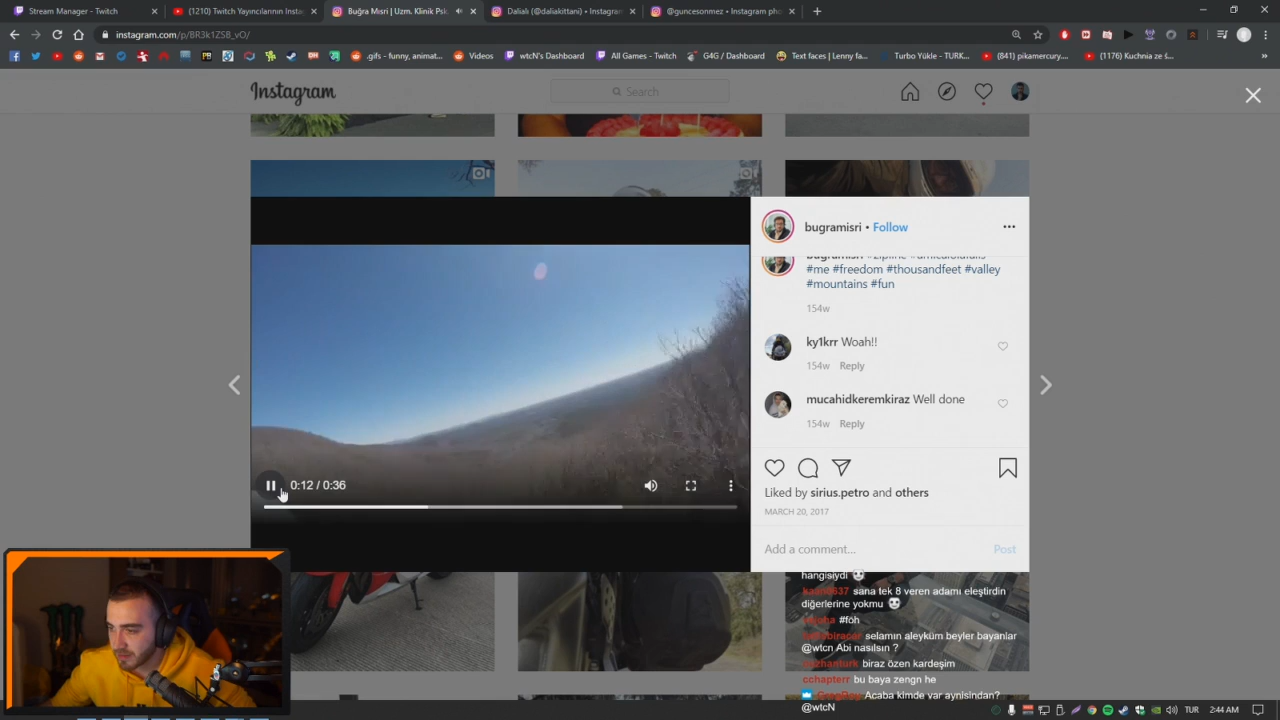 Stream Manager - Twitch
(1210) Twitch Yayıncılarının Instag
Buğra Mısri | Uzm. Klinik Psk
Dalialı (@daliakittani) • Instagram
@guncesonmez • Instagram pho
instagram.com/p/BR3k1ZSB_vO/
.gifs - funny, animat...
Videos
wtcN's Dashboard
All Games - Twitch
G4G / Dashboard
Text faces | Lenny fa...
Turbo Yükle - TURK...
(841) pikamercury....
(1176) Kuchnia ze ś...
Instagram
Search
bugramisri • Follow
#me #freedom #thousandfeet #valley
#mountains #fun
154w
ky1krr Woah!!
154w Reply
mucahidkeremkiraz Well done
154w Reply
0:12 / 0:36
Liked by sirius.petro and others
MARCH 20, 2017
Add a comment...
Post
hangisiydi
sana tek 8 veren adamı eleştirdin
diğerlerine yokmu
#foh
selamın aleyküm beyler bayanlar
@wtcn Abi nasılsın ?
biraz özen kardeşim
cchapterr bu baya zengn he
Acaba kimde var aynisindan?
@wtcN
TUR
2:44 AM